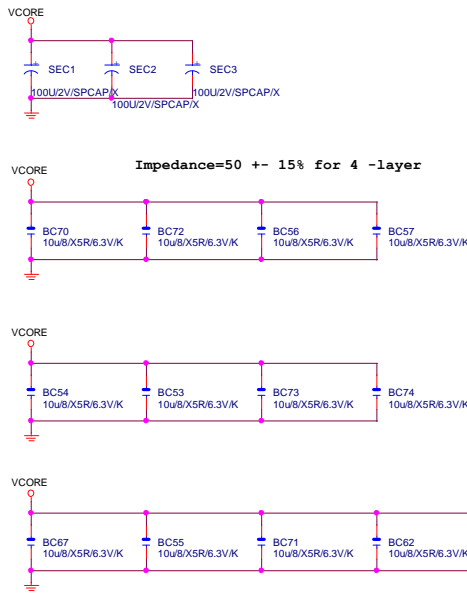 VCORE
SEC1 SEC2 SEC3
100U/2V/SPCAP/X 100U/2V/SPCAP/X 100U/2V/SPCAP/X
Impedance=50 +- 15% for 4 -layer
VCORE
BC70 BC72 BC56 BC57
10u/8/X5R/6.3V/K 10u/8/X5R/6.3V/K 10u/8/X5R/6.3V/K 10u/8/X5R/6.3V/K
VCORE
BC54 BC53 BC73 BC74
10u/8/X5R/6.3V/K 10u/8/X5R/6.3V/K 10u/8/X5R/6.3V/K 10u/8/X5R/6.3V/K
VCORE
BC67 BC55 BC71 BC62
10u/8/X5R/6.3V/K 10u/8/X5R/6.3V/K 10u/8/X5R/6.3V/K 10u/8/X5R/6.3V/K